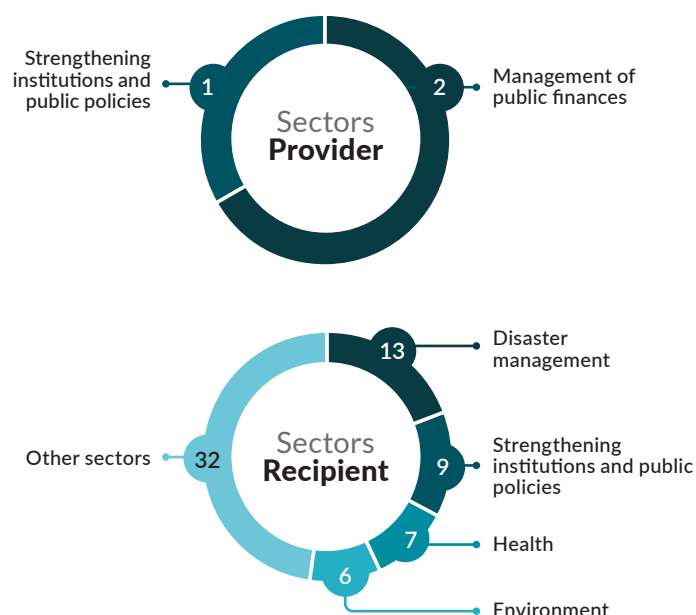 Strengthening
institutions and
public policies
1
Sectors
Provider
2
Management of
public finances
Disaster
management
13
Sectors
Recipient
Other sectors
32
9
Strengthening
institutions and public
policies
7
Health
6
Environment